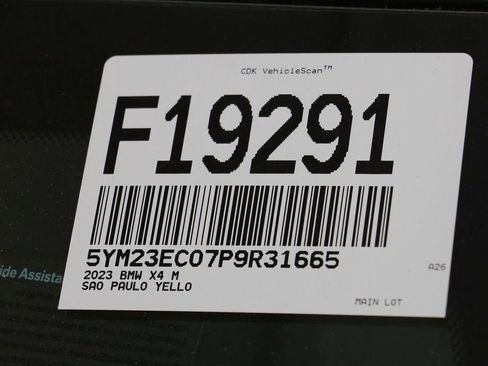 CDK VehicleScan™
F19291
5YM23EC07P9R31665
2023 BMW X4 M
SAO PAULO YELLO
A26
MAIN LOT
ide Assista